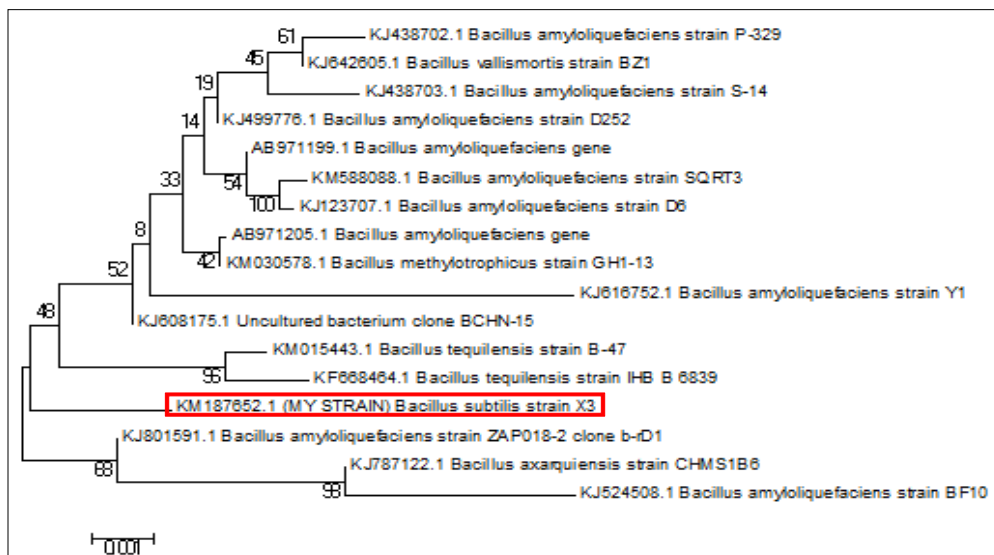 61
KJ438702.1 Bacillus amyloliquefaciens strain P-329
45
KJ642605.1 Bacillus vallismortis strain BZ1
19
KJ438703.1 Bacillus amyloliquefaciens strain S-14
14
KJ499776.1 Bacillus amyloliquefaciens strain D252
AB971199.1 Bacillus amyloliquefaciens gene
33
54
KM588088.1 Bacillus amyloliquefaciens strain SQRT3
100
KJ123707.1 Bacillus amyloliquefaciens strain D6
8
AB971205.1 Bacillus amyloliquefaciens gene
42
KM030578.1 Bacillus methylotrophicus strain GH1-13
52
KJ616752.1 Bacillus amyloliquefaciens strain Y1
48
KJ608175.1 Uncultured bacterium clone BCHN-15
KM015443.1 Bacillus tequilensis strain B-47
96
KF668464.1 Bacillus tequilensis strain IHB B 6839
KM187652.1 (MY STRAIN) Bacillus subtilis strain X3
KJ801591.1 Bacillus amyloliquefaciens strain ZAP018-2 clone b-rD1
68
KJ787122.1 Bacillus axarquiensis strain CHMS1B6
98
KJ524508.1 Bacillus amyloliquefaciens strain BF10
0.001